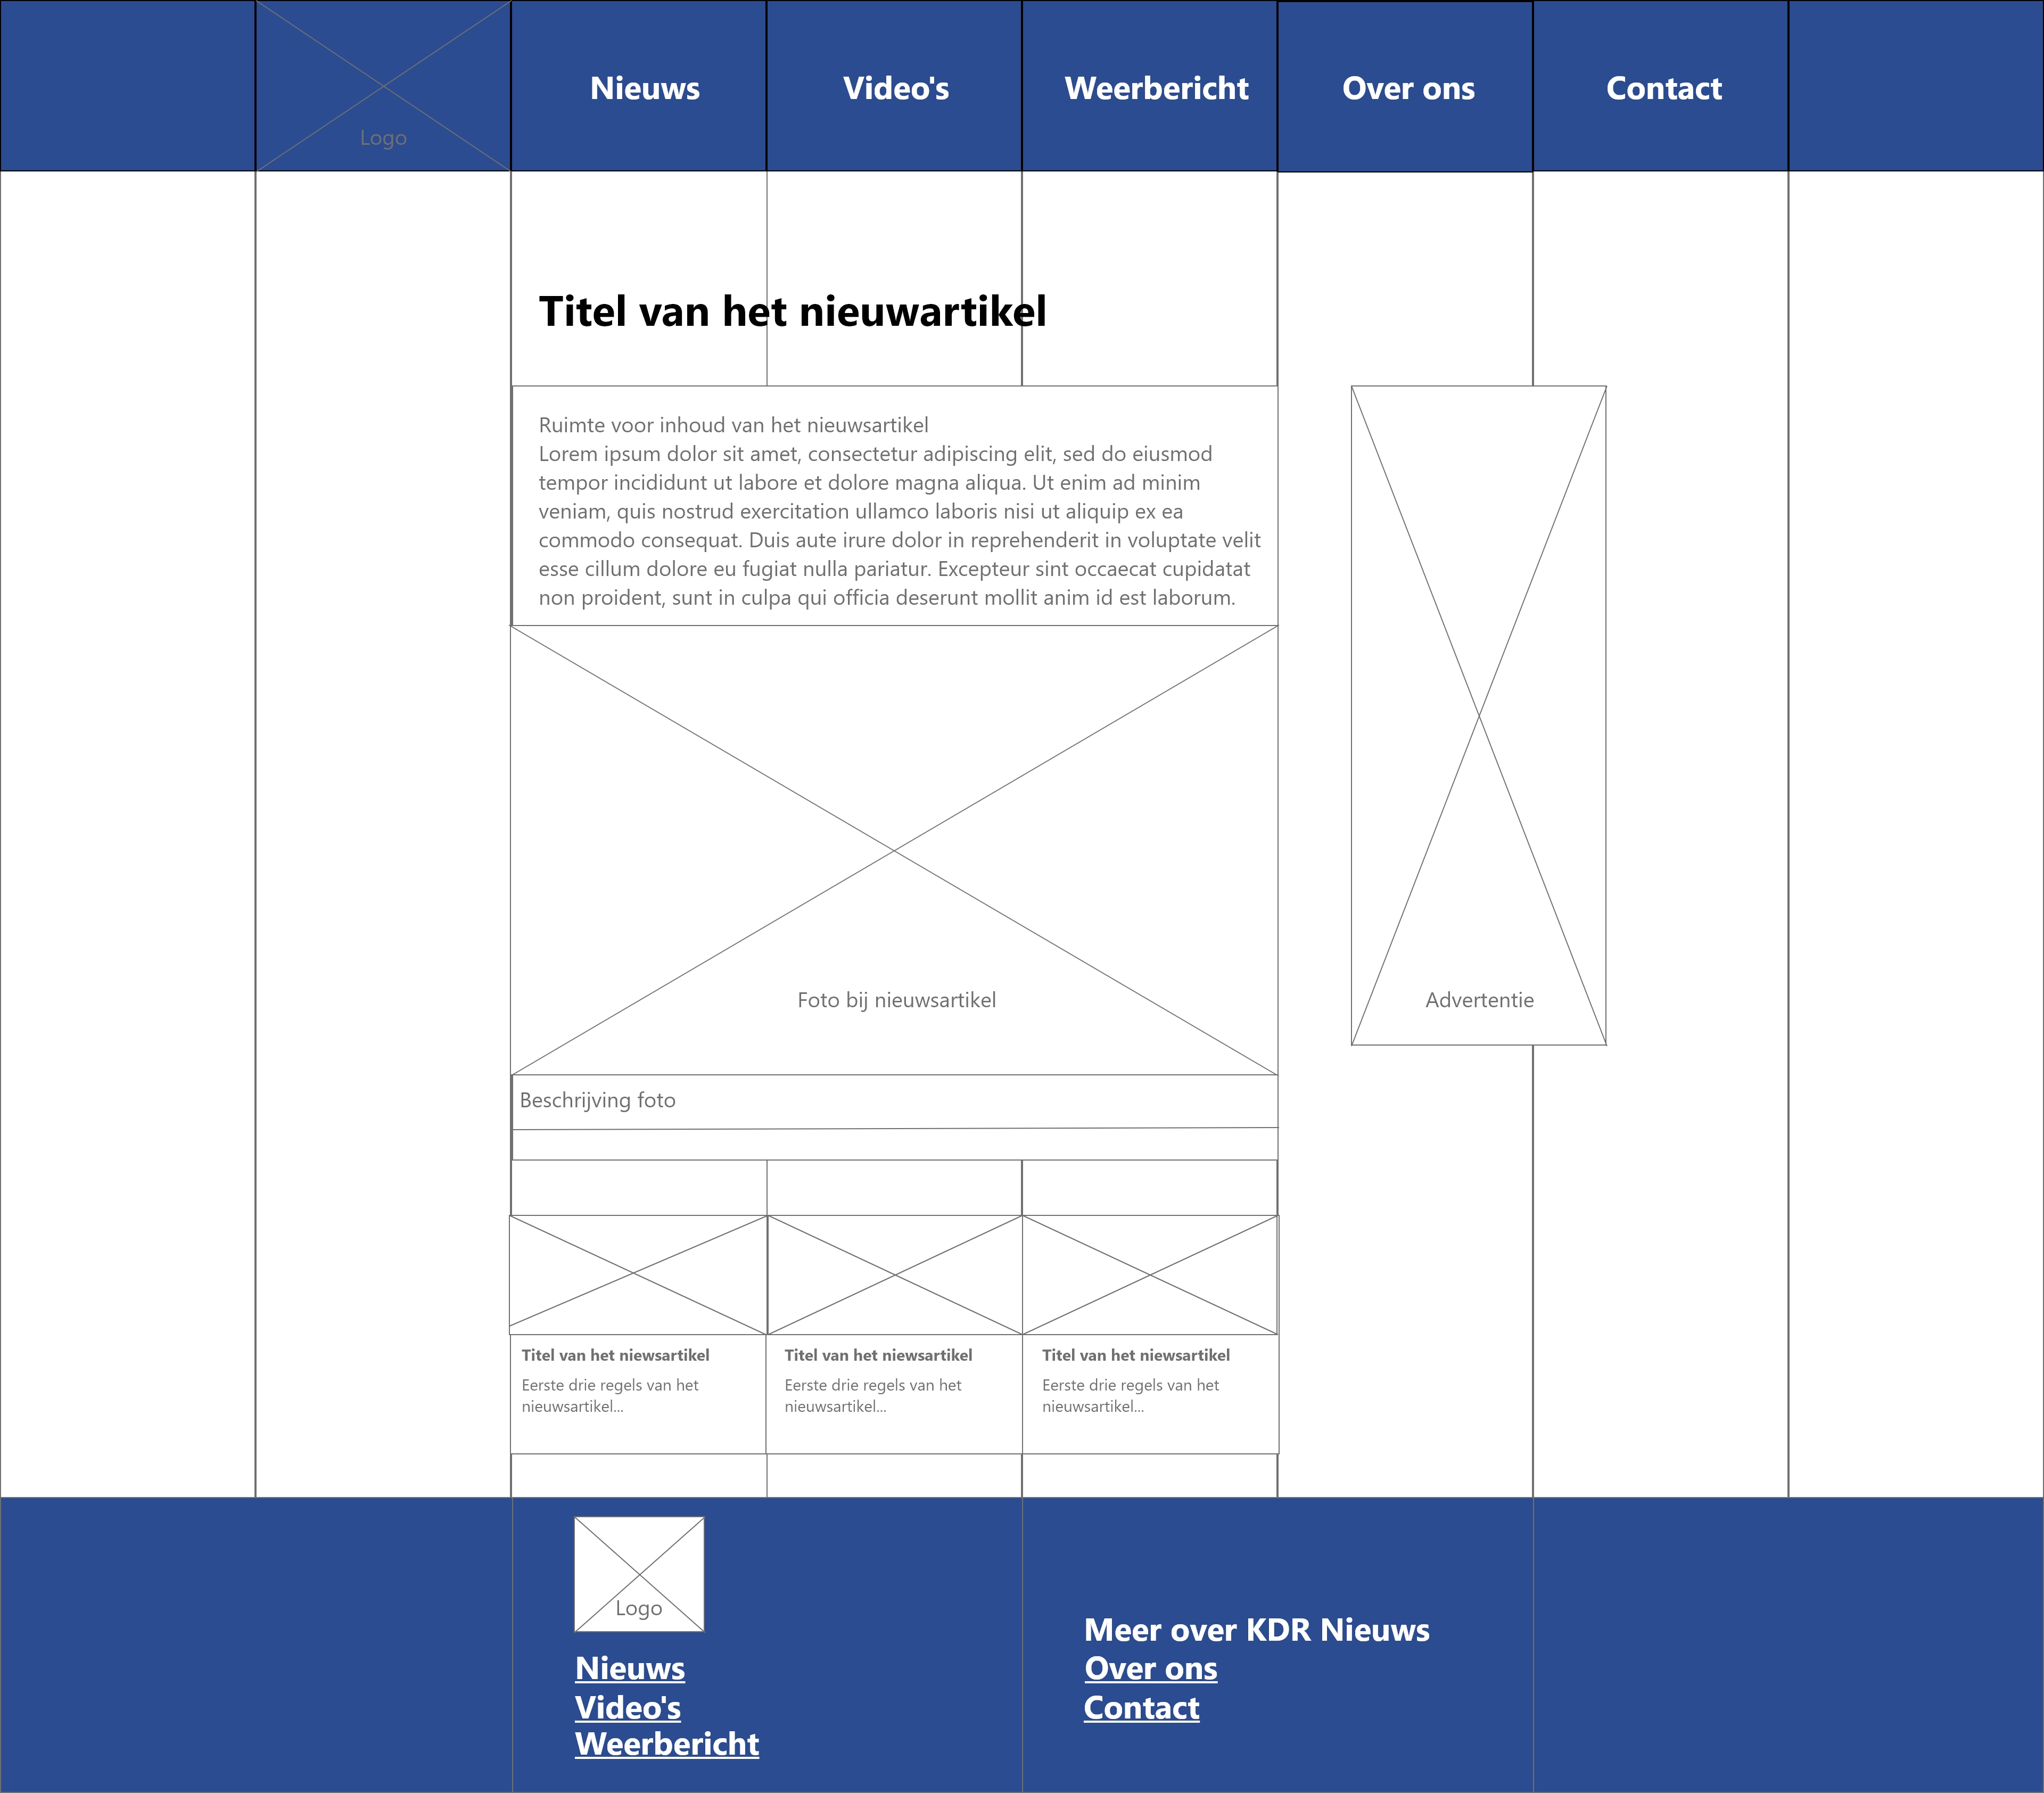 Logo
Nieuws
Video's
Weerbericht
Over ons
Contact
Titel van het nieuwartikel
Ruimte voor inhoud van het nieuwsartikel
Lorem ipsum dolor sit amet, consectetur adipiscing elit, sed do eiusmod
tempor incididunt ut labore et dolore magna aliqua. Ut enim ad minim
veniam, quis nostrud exercitation ullamco laboris nisi ut aliquip ex ea
commodo consequat. Duis aute irure dolor in reprehenderit in voluptate velit
esse cillum dolore eu fugiat nulla pariatur. Excepteur sint occaecat cupidatat
non proident, sunt in culpa qui officia deserunt mollit anim id est laborum.
Foto bij nieuwsartikel
Advertentie
Beschrijving foto
Titel van het niewsartikel
Eerste drie regels van het
nieuwsartikel...
Titel van het niewsartikel
Eerste drie regels van het
nieuwsartikel...
Titel van het niewsartikel
Eerste drie regels van het
nieuwsartikel...
Logo
Nieuws
Video's
Weerbericht
Meer over KDR Nieuws
Over ons
Contact